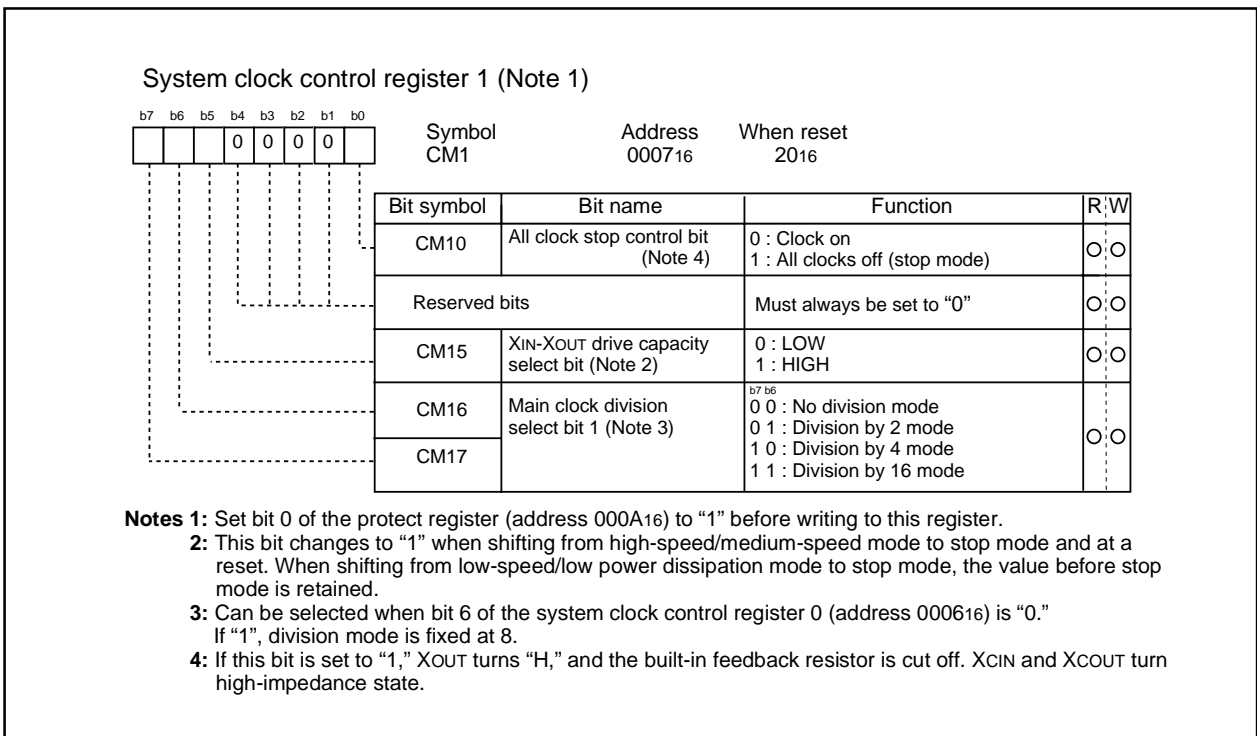 System clock control register 1 (Note 1)
b7 b6 b5 b4 b3 b2 b1 b0
0 0 0 0
Symbol Address When reset
CM1 000716 2016
Bit symbol Bit name Function R W
CM10 All clock stop control bit 0 : Clock on
(Note 4) 1 : All clocks off (stop mode)
Reserved bits Must always be set to “0”
CM15 XIN-XOUT drive capacity 0 : LOW
select bit (Note 2) 1 : HIGH
b7 b6
CM16 Main clock division 0 0 : No division mode
select bit 1 (Note 3) 0 1 : Division by 2 mode
CM17 1 0 : Division by 4 mode
1 1 : Division by 16 mode
Notes 1: Set bit 0 of the protect register (address 000A16) to “1” before writing to this register.
2: This bit changes to “1” when shifting from high-speed/medium-speed mode to stop mode and at a
reset. When shifting from low-speed/low power dissipation mode to stop mode, the value before stop
mode is retained.
3: Can be selected when bit 6 of the system clock control register 0 (address 000616) is “0.”
If “1”, division mode is fixed at 8.
4: If this bit is set to “1,” XOUT turns “H,” and the built-in feedback resistor is cut off. XCIN and XCOUT turn
high-impedance state.